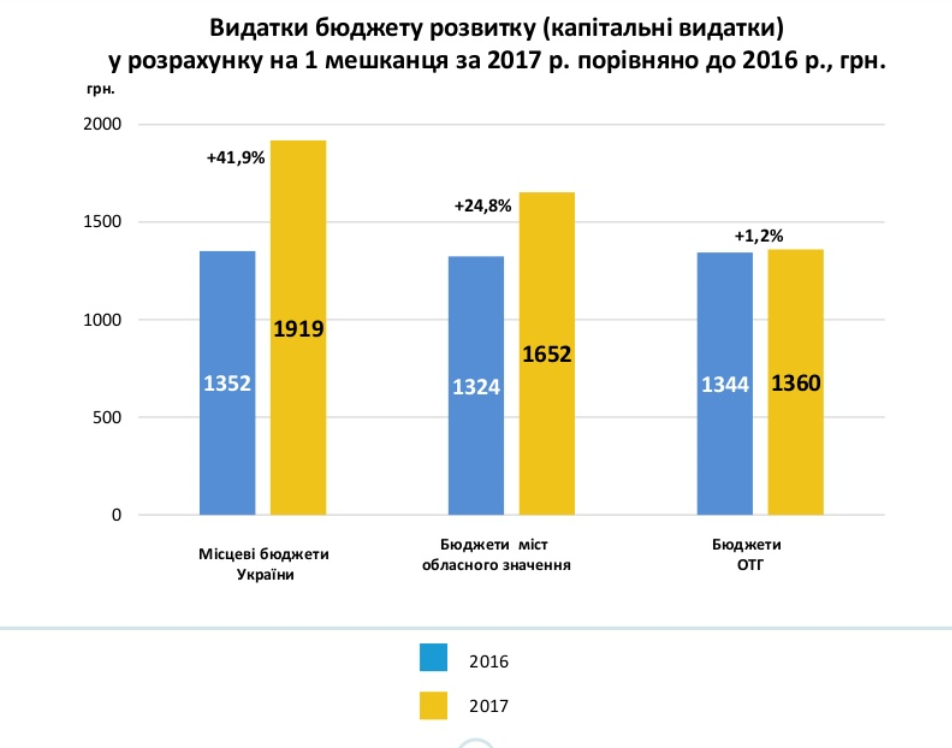 Видатки бюджету розвитку (капітальні видатки)
у розрахунку на 1 мешканця за 2017 р. порівняно до 2016 р., грн.
грн.
2000
1500
1000
500
0
+41,9%
+24,8%
+1,2%
1352
1919
1324
1652
1344
1360
Місцеві бюджети
України
Бюджети міст
обласного значення
Бюджети
ОТГ
2016
2017